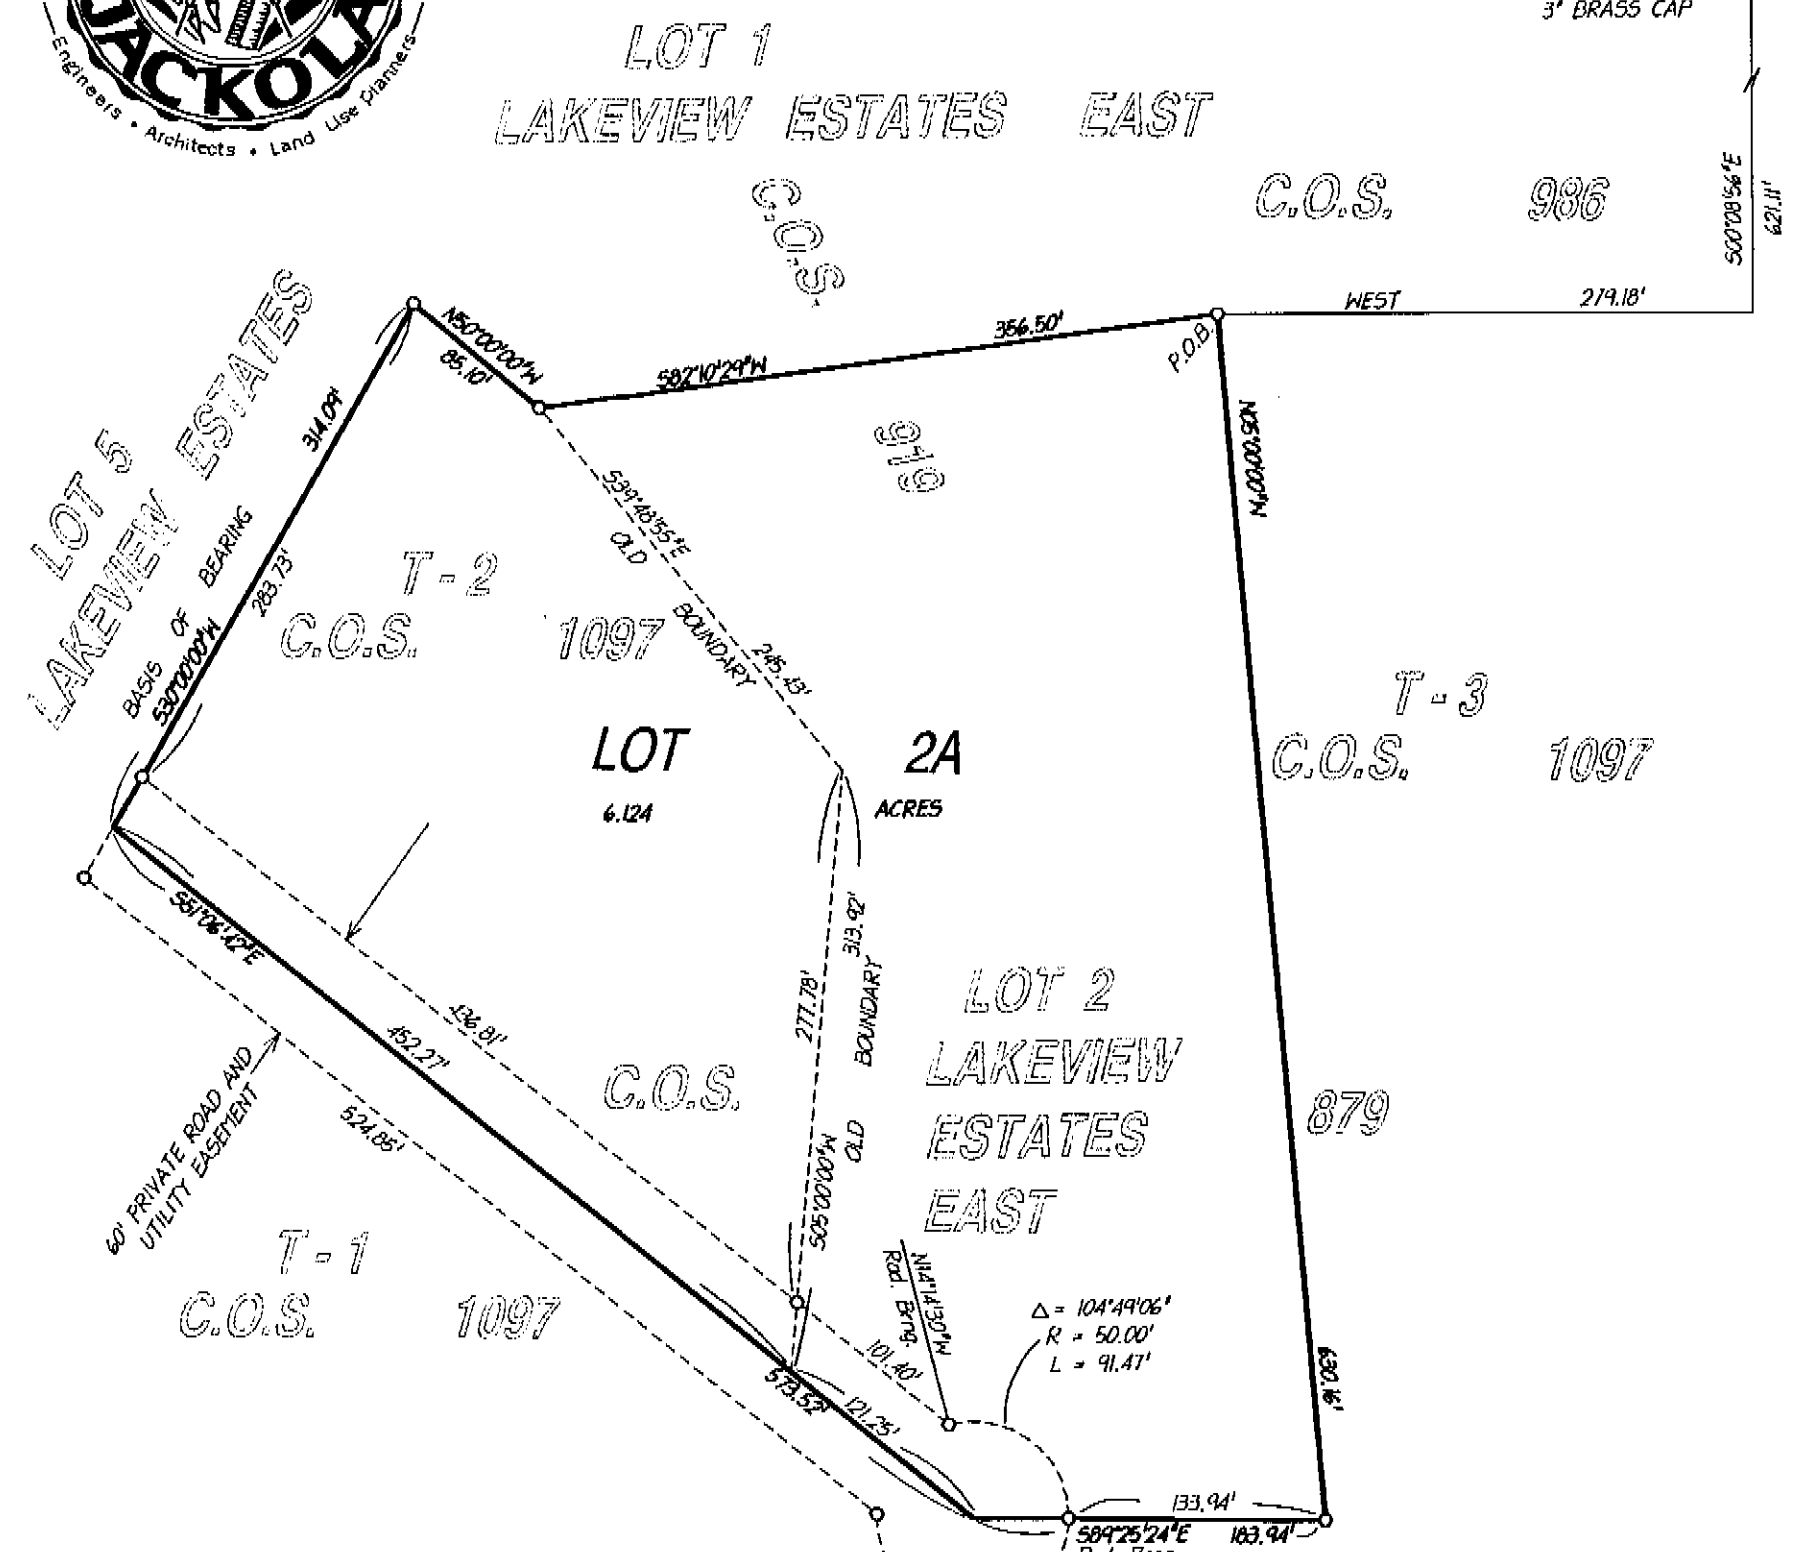 3" BRASS CAP
JACKOLA
Engineers • Architects • Land Use Planners
LOT 1
LAKEVIEW ESTATES EAST
C.O.S. 986
C.O.S.
979
S00°08'56"E
621.11'
WEST 279.18'
P.O.B.
N50°00'00"W
85.10'
S82°10'29"W 356.50'
N05°00'00"W
630.16'
LOT 5
LAKEVIEW ESTATES
314.09'
BASIS OF BEARING
S30°00'00"W
283.73'
T-2
C.O.S. 1097
S39°48'55"E
245.43'
OLD BOUNDARY
LOT 2A
6.124 ACRES
T-3
C.O.S. 1097
S51°06'42"E
436.81'
452.27'
524.85'
60' PRIVATE ROAD AND
UTILITY EASEMENT
277.78'
313.92'
S05°00'00"W
OLD BOUNDARY
C.O.S.
879
LOT 2
LAKEVIEW
ESTATES
EAST
T-1
C.O.S. 1097
N14°14'30"W
Rad. Brng.
Δ = 104°49'06"
R = 50.00'
L = 91.47'
101.40'
573.52'
121.25'
133.94'
S89°25'24"E 183.94'